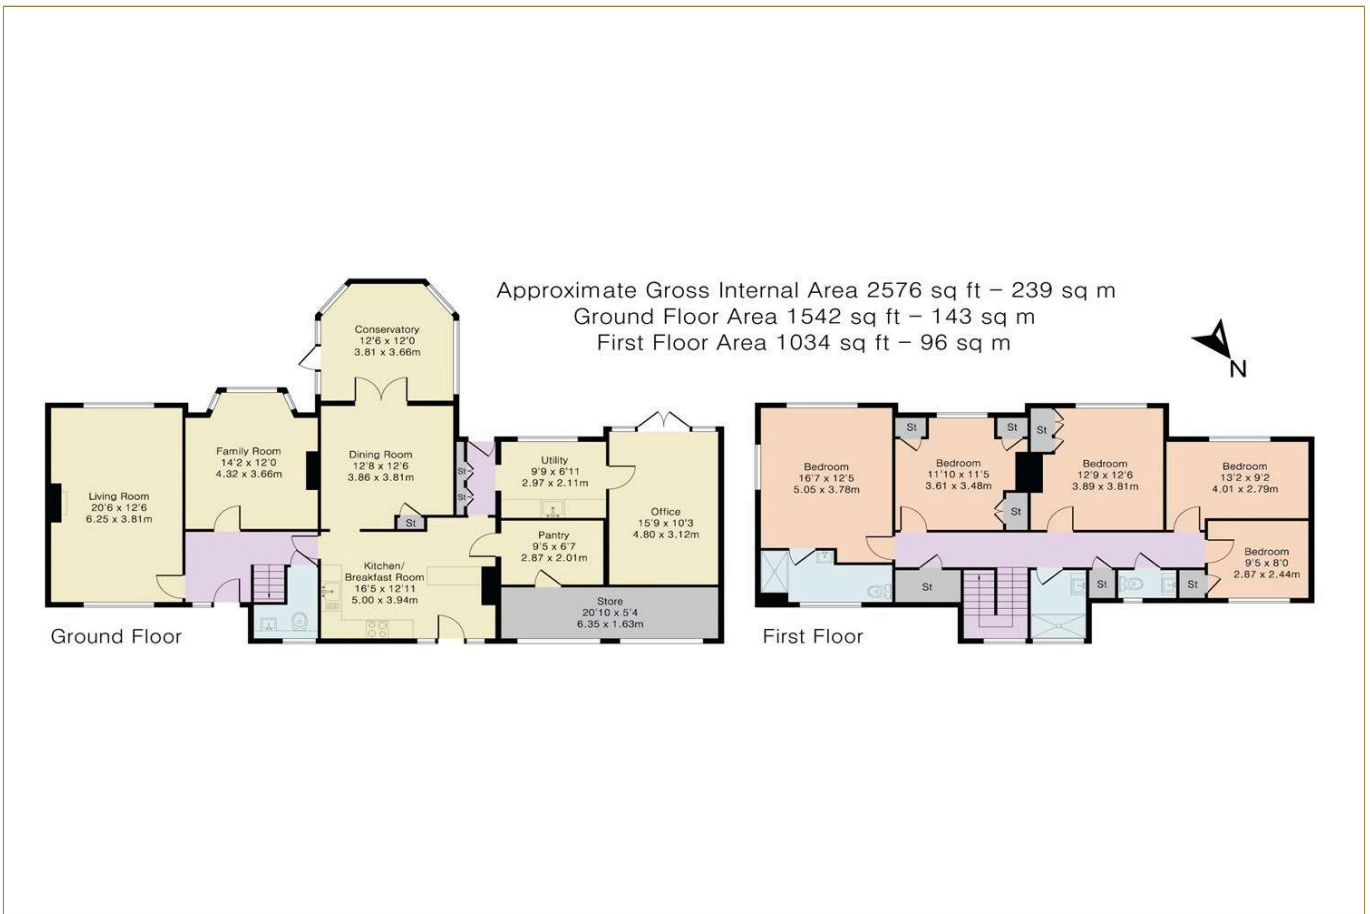 Approximate Gross Internal Area 2576 sq ft – 239 sq m
Ground Floor Area 1542 sq ft – 143 sq m
First Floor Area 1034 sq ft – 96 sq m
N
Conservatory
12'6 x 12'0
3.81 x 3.66m
Family Room
14'2 x 12'0
4.32 x 3.66m
Living Room
20'6 x 12'6
6.25 x 3.81m
Dining Room
12'8 x 12'6
3.86 x 3.81m
St
St
St
Utility
9'9 x 6'11
2.97 x 2.11m
Office
15'9 x 10'3
4.80 x 3.12m
Pantry
9'5 x 6'7
2.87 x 2.01m
Kitchen/
Breakfast Room
16'5 x 12'11
5.00 x 3.94m
Store
20'10 x 5'4
6.35 x 1.63m
Ground Floor
Bedroom
16'7 x 12'5
5.05 x 3.78m
St
St
Bedroom
11'10 x 11'5
3.61 x 3.48m
St
St
Bedroom
12'9 x 12'6
3.89 x 3.81m
Bedroom
13'2 x 9'2
4.01 x 2.79m
Bedroom
9'5 x 8'0
2.87 x 2.44m
St
St
St
First Floor